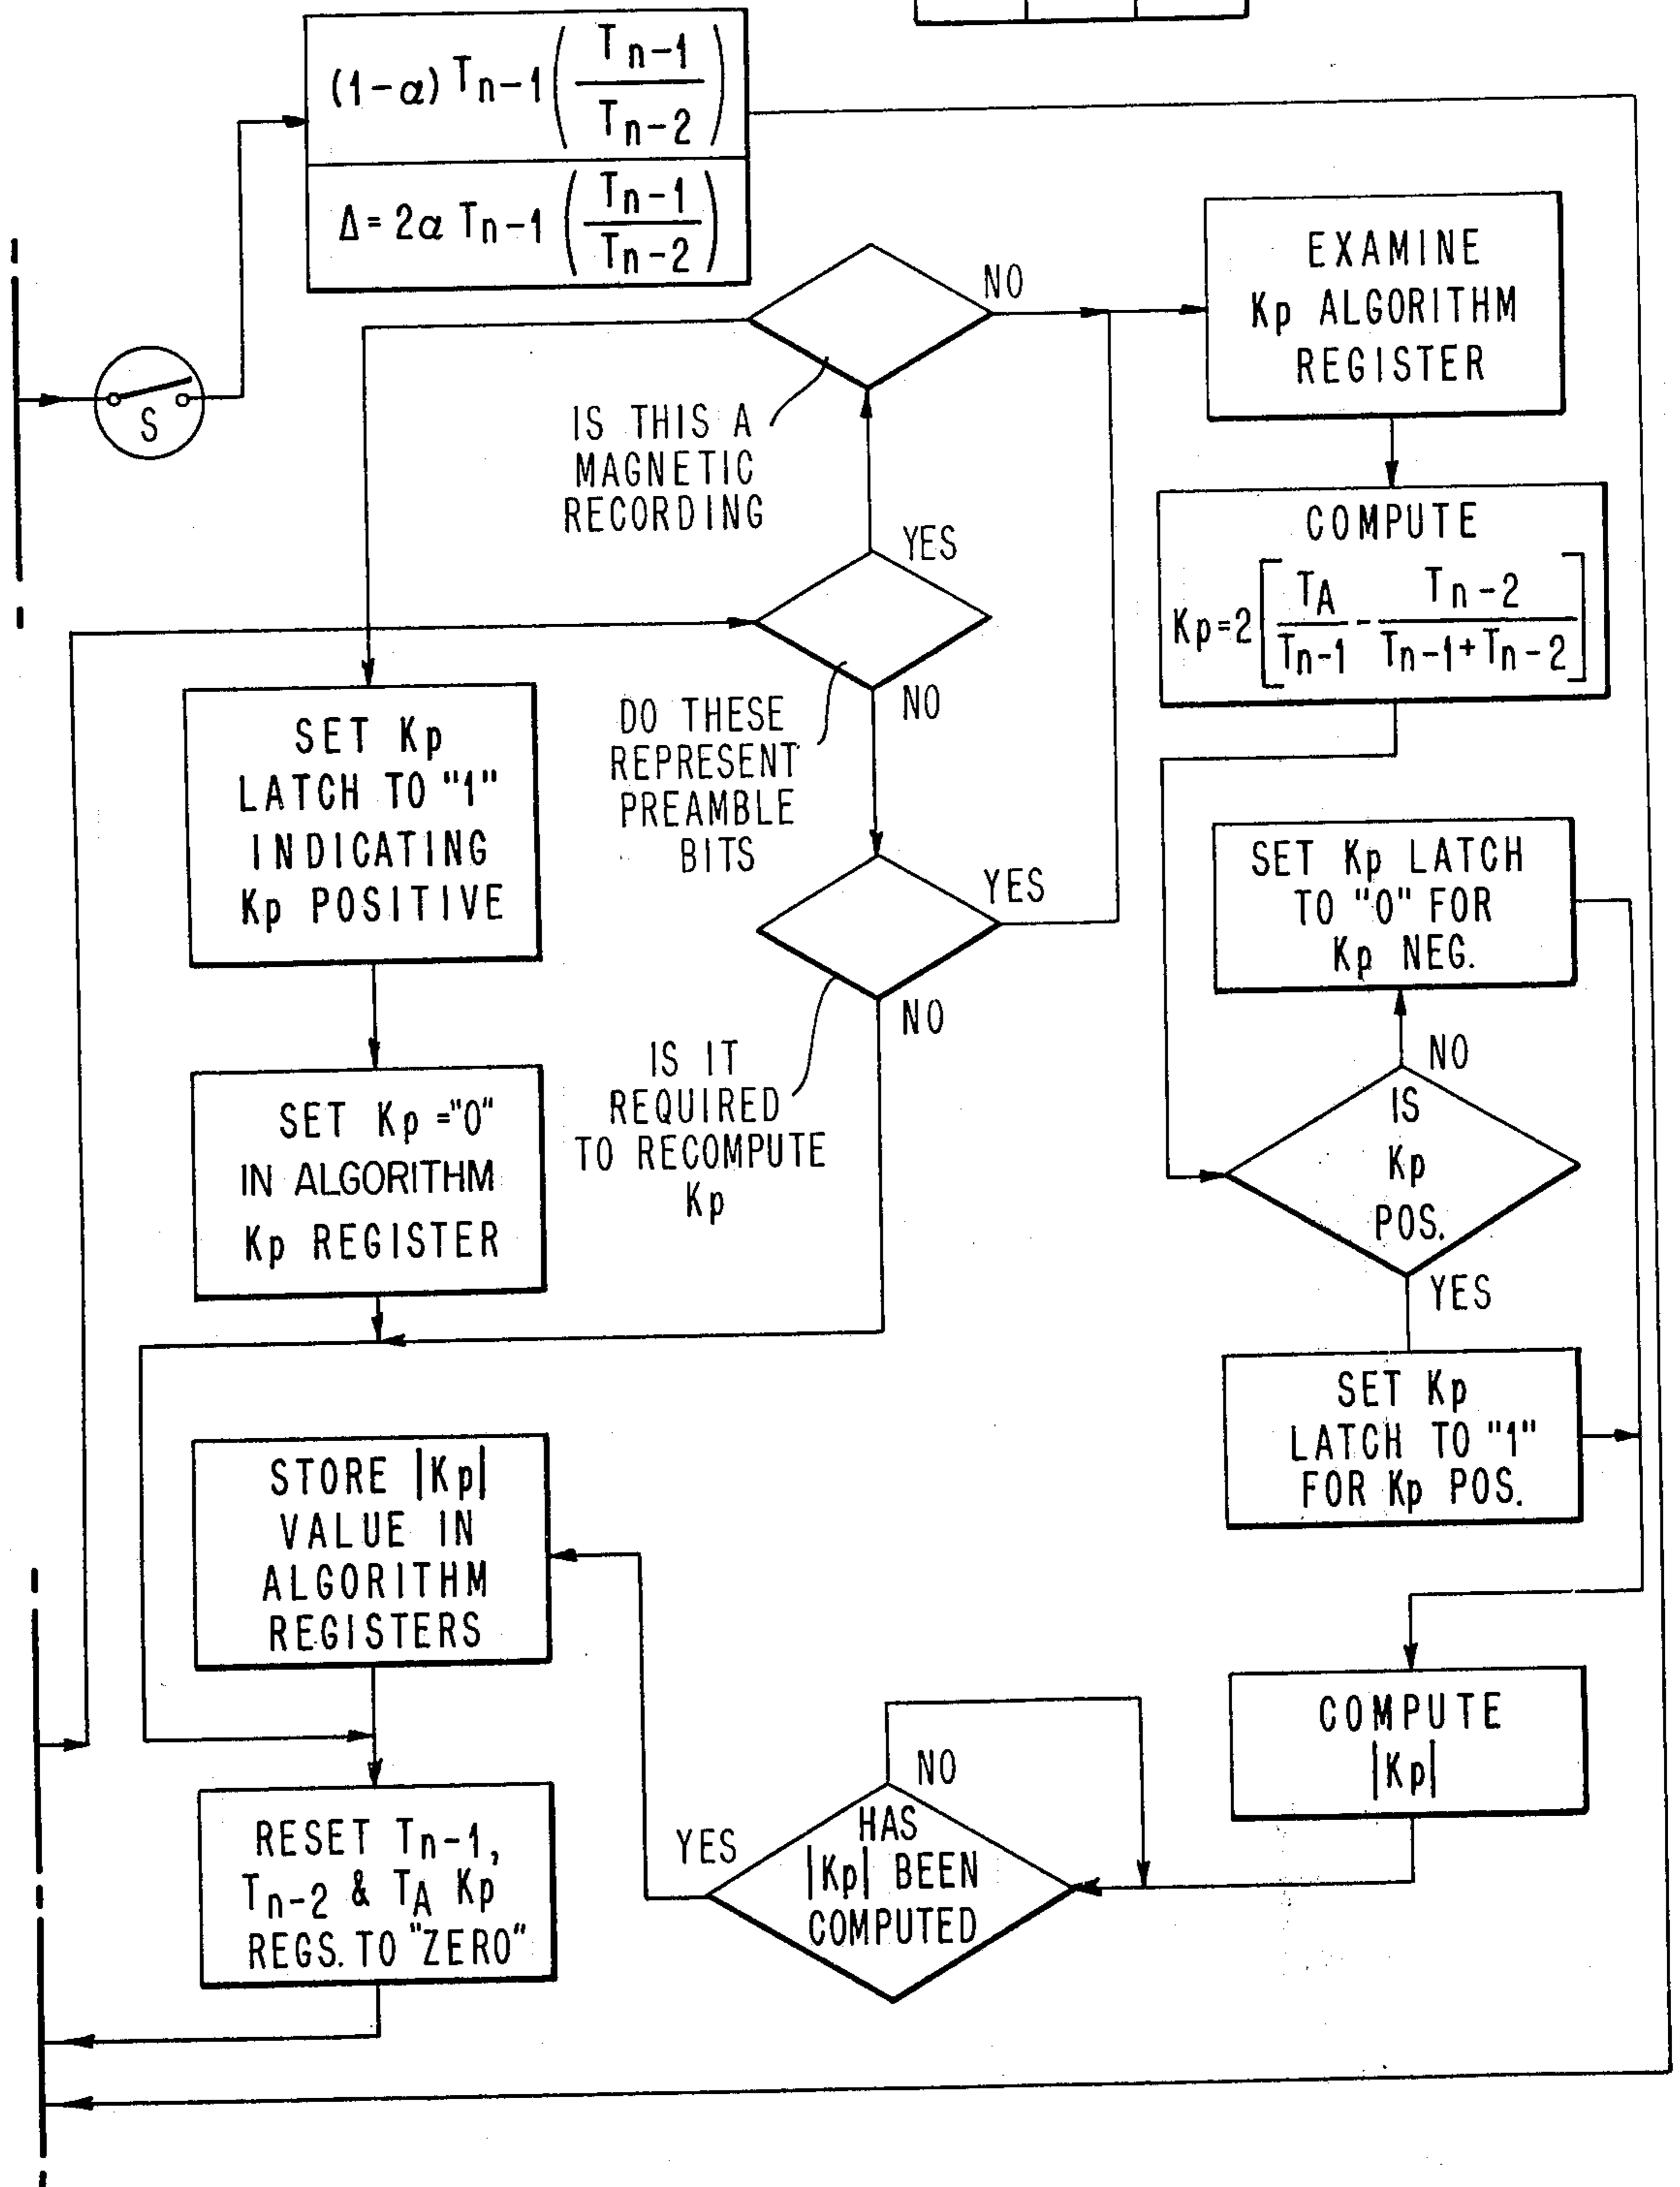 (1-α) Tn-1 ( Tn-1 / Tn-2 )
Δ = 2α Tn-1 ( Tn-1 / Tn-2 )
S
NO
IS THIS A
MAGNETIC
RECORDING
EXAMINE
Kp ALGORITHM
REGISTER
YES
COMPUTE
Kp=2 [ TA / Tn-1 - Tn-2 / Tn-1+Tn-2 ]
DO THESE
REPRESENT
PREAMBLE
BITS
NO
SET Kp
LATCH TO "1"
INDICATING
Kp POSITIVE
YES
SET Kp LATCH
TO "0" FOR
Kp NEG.
NO
IS IT
REQUIRED
TO RECOMPUTE
Kp
NO
SET Kp ="0"
IN ALGORITHM
Kp REGISTER
IS
Kp
POS.
YES
SET Kp
LATCH TO "1"
FOR Kp POS.
STORE |Kp|
VALUE IN
ALGORITHM
REGISTERS
COMPUTE
|Kp|
NO
HAS
|Kp| BEEN
COMPUTED
YES
RESET Tn-1,
Tn-2 & TA Kp
REGS. TO "ZERO"